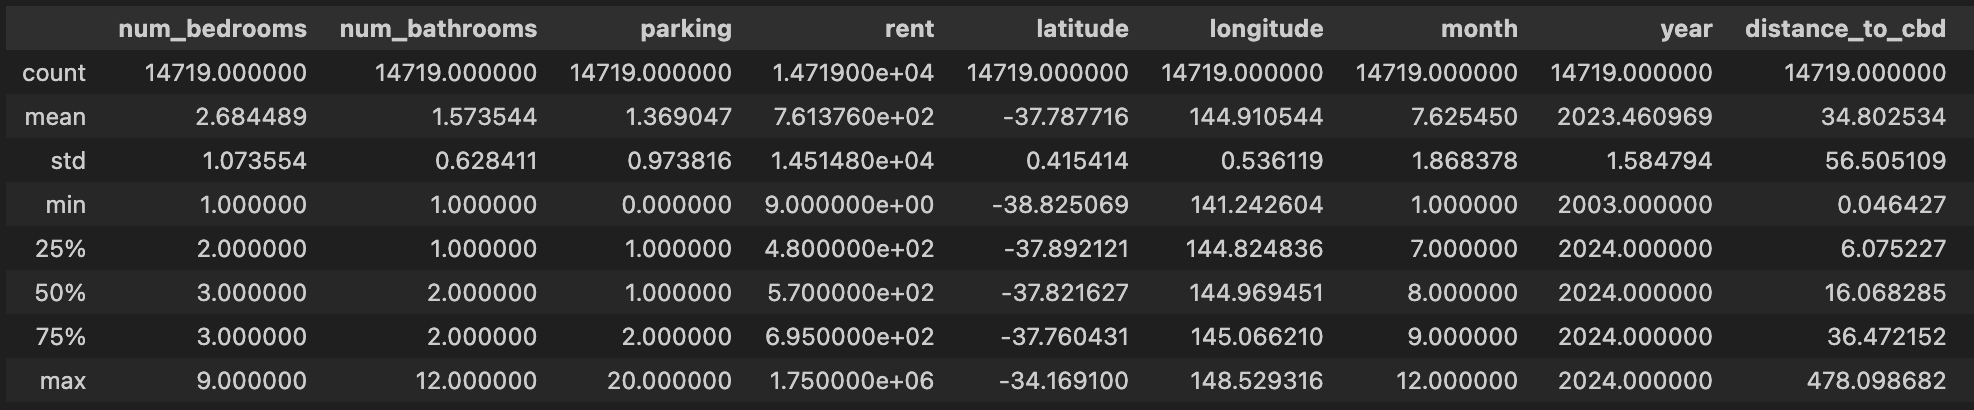 num_bedrooms num_bathrooms parking rent latitude longitude month year distance_to_cbd
count 14719.000000 14719.000000 14719.000000 1.471900e+04 14719.000000 14719.000000 14719.000000 14719.000000 14719.000000
mean 2.684489 1.573544 1.369047 7.613760e+02 -37.787716 144.910544 7.625450 2023.460969 34.802534
std 1.073554 0.628411 0.973816 1.451480e+04 0.415414 0.536119 1.868378 1.584794 56.505109
min 1.000000 1.000000 0.000000 9.000000e+00 -38.825069 141.242604 1.000000 2003.000000 0.046427
25% 2.000000 1.000000 1.000000 4.800000e+02 -37.892121 144.824836 7.000000 2024.000000 6.075227
50% 3.000000 2.000000 1.000000 5.700000e+02 -37.821627 144.969451 8.000000 2024.000000 16.068285
75% 3.000000 2.000000 2.000000 6.950000e+02 -37.760431 145.066210 9.000000 2024.000000 36.472152
max 9.000000 12.000000 20.000000 1.750000e+06 -34.169100 148.529316 12.000000 2024.000000 478.098682